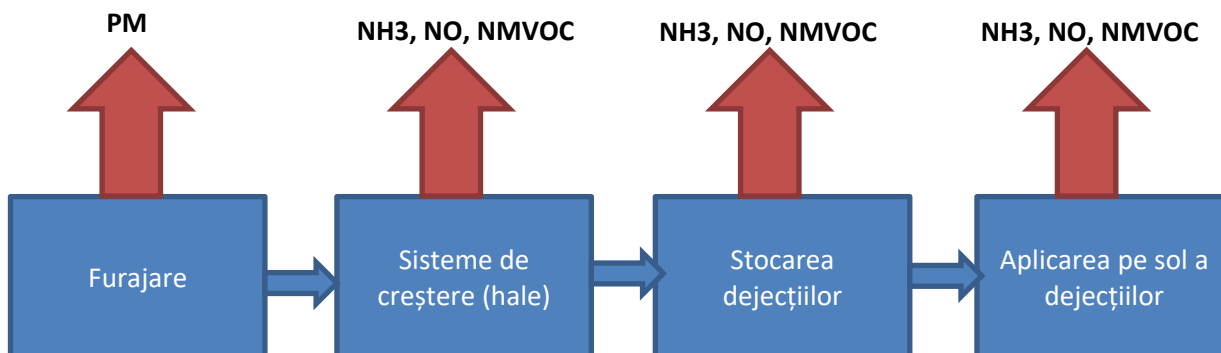 PM
NH3, NO, NMVOC
NH3, NO, NMVOC
NH3, NO, NMVOC
Furajare
Sisteme de
creștere (hale)
Stocarea
dejecțiilor
Aplicarea pe sol a
dejecțiilor